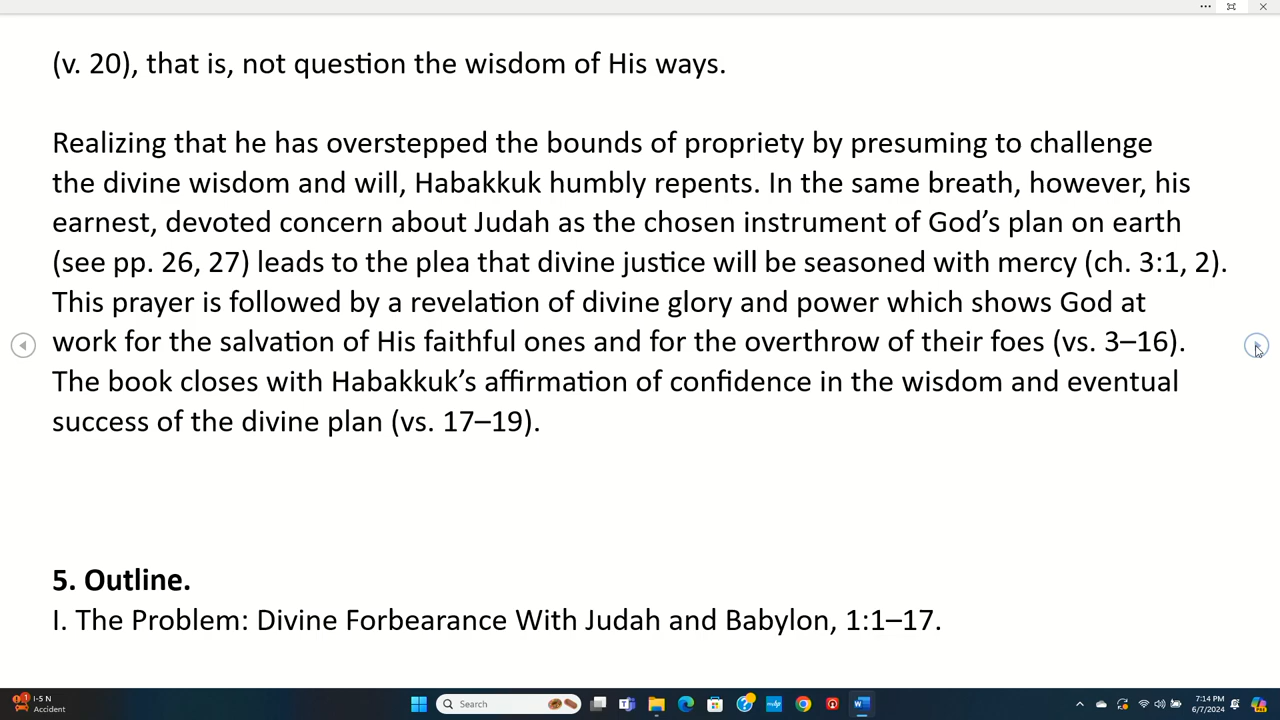 (v. 20), that is, not question the wisdom of His ways.
Realizing that he has overstepped the bounds of propriety by presuming to challenge
the divine wisdom and will, Habakkuk humbly repents. In the same breath, however, his
earnest, devoted concern about Judah as the chosen instrument of God’s plan on earth
(see pp. 26, 27) leads to the plea that divine justice will be seasoned with mercy (ch. 3:1, 2).
This prayer is followed by a revelation of divine glory and power which shows God at
work for the salvation of His faithful ones and for the overthrow of their foes (vs. 3–16).
The book closes with Habakkuk’s affirmation of confidence in the wisdom and eventual
success of the divine plan (vs. 17–19).
5. Outline.
I. The Problem: Divine Forbearance With Judah and Babylon, 1:1–17.
1
I-5 N
Accident
Search
7:14 PM
6/7/2024